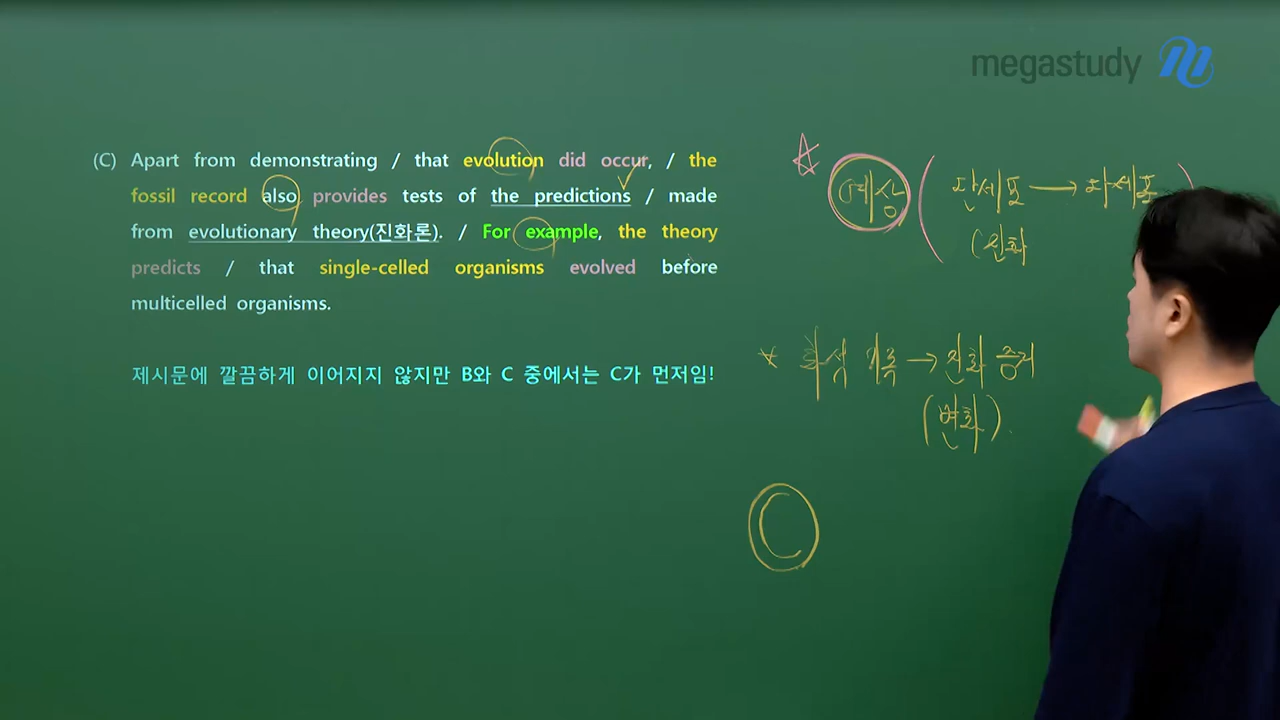 megastudy
(C) Apart from demonstrating / that evolution did occur, / the
fossil record also provides tests of the predictions / made
from evolutionary theory(진화론). / For example, the theory
predicts / that single-celled organisms evolved before
multicelled organisms.
제시문에 깔끔하게 이어지지 않지만 B와 C 중에서는 C가 먼저임!
예상 ( 단세포 → 다세포 )
(진화
* 화석 기록 → 진화 증거
(변화).
C